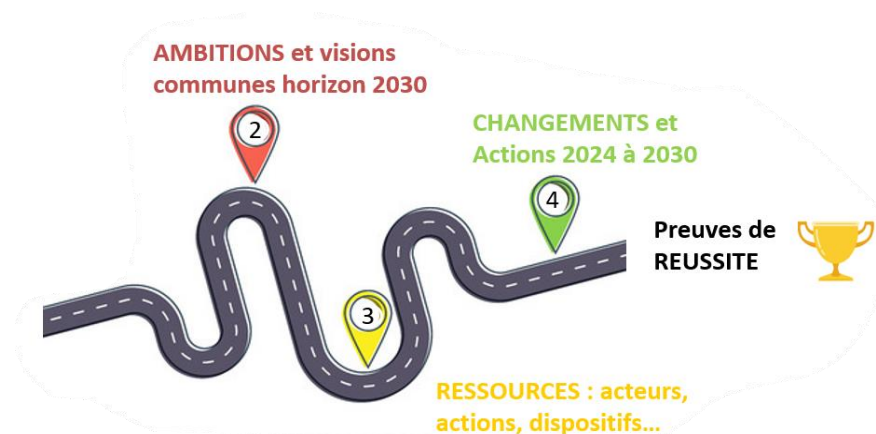 AMBITIONS et visions
communes horizon 2030
2
CHANGEMENTS et
Actions 2024 à 2030
4
Preuves de
REUSSITE
3
RESSOURCES : acteurs,
actions, dispositifs...